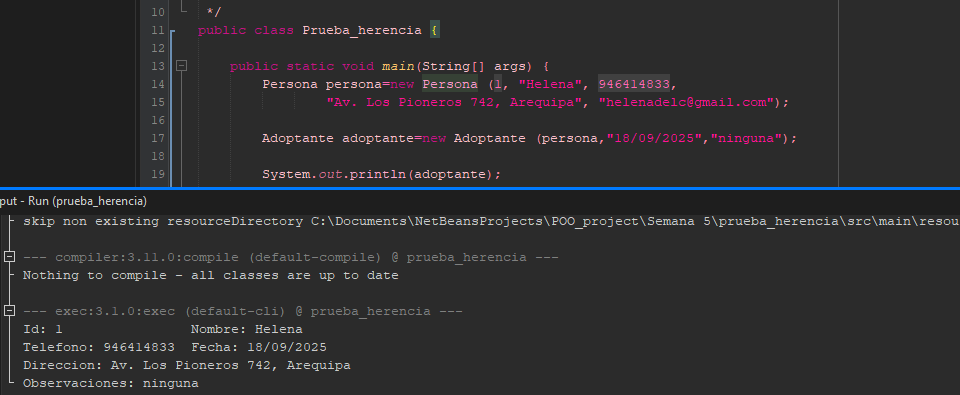 10 */
11 public class Prueba_herencia {
12
13 public static void main(String[] args) {
14 Persona persona=new Persona (1, "Helena", 946414833,
15 "Av. Los Pioneros 742, Arequipa", "helenadelc@gmail.com");
16
17 Adoptante adoptante=new Adoptante (persona,"18/09/2025","ninguna");
18
19 System.out.println(adoptante);
put - Run (prueba_herencia)
skip non existing resourceDirectory C:\Documents\NetBeansProjects\POO_project\Semana 5\prueba_herencia\src\main\resou
--- compiler:3.11.0:compile (default-compile) @ prueba_herencia ---
Nothing to compile - all classes are up to date
--- exec:3.1.0:exec (default-cli) @ prueba_herencia ---
Id: 1 Nombre: Helena
Telefono: 946414833 Fecha: 18/09/2025
Direccion: Av. Los Pioneros 742, Arequipa
Observaciones: ninguna